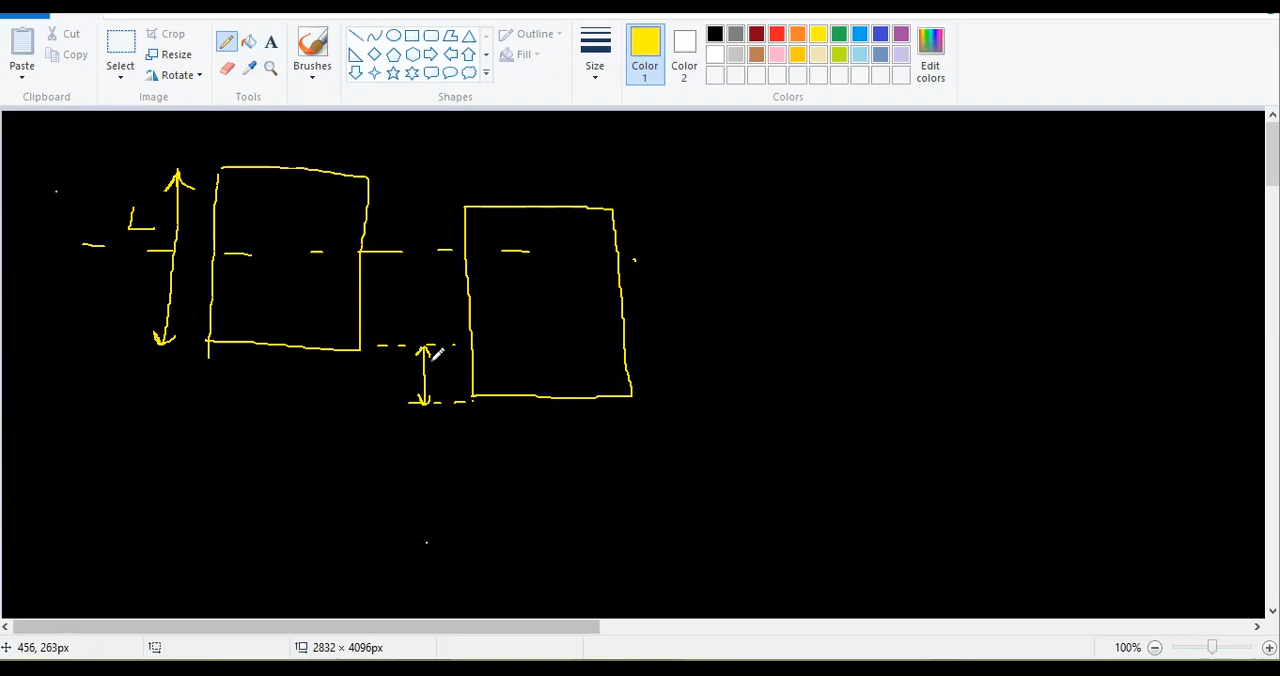 Cut
Copy
Paste
Clipboard
Crop
Resize
Rotate
Select
Image
A
Tools
Brushes
Outline
Fill
Shapes
Size
Color
1
Color
2
Edit
colors
Colors
L
456, 263px
2832 × 4096px
100%